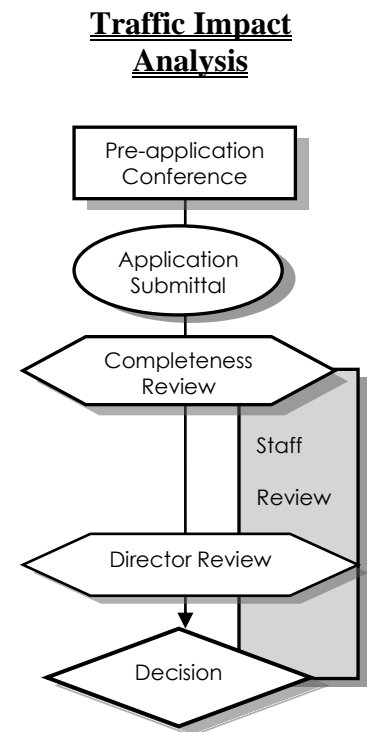 Traffic Impact
Analysis
Pre-application
Conference
Application
Submittal
Completeness
Review
Staff
Review
Director Review
Decision